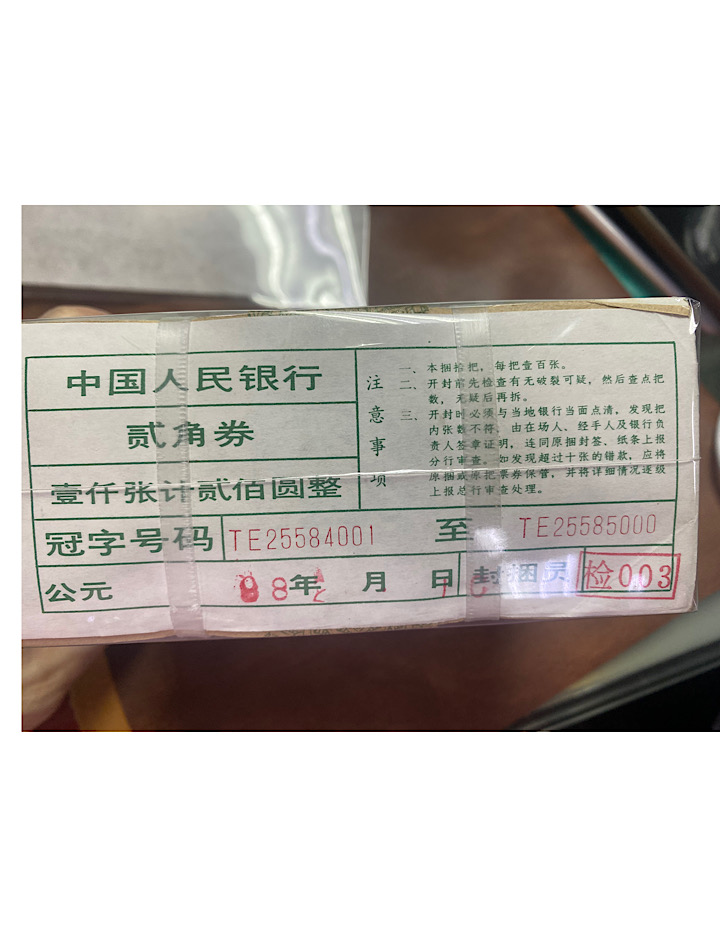 中国人民银行
贰角券
壹仟张计贰佰圆整
注意事项
一、本捆拾把，每把壹百张。
二、开封前先检查有无破裂可疑，然后查点把
数，无疑后再拆。
三、开封时必须与当地银行当面点清，发现把
内张数不符，由在场人、经手人及银行负
责人签章证明，连同原捆封签、纸条上报
分行审查。如发现超过十张的错款，应将
原捆或原把票券保管，并将详细情况逐级
上报总行审查处理。
冠字号码 TE25584001 至 TE25585000
公元 8年 月 日 封捆员 检003